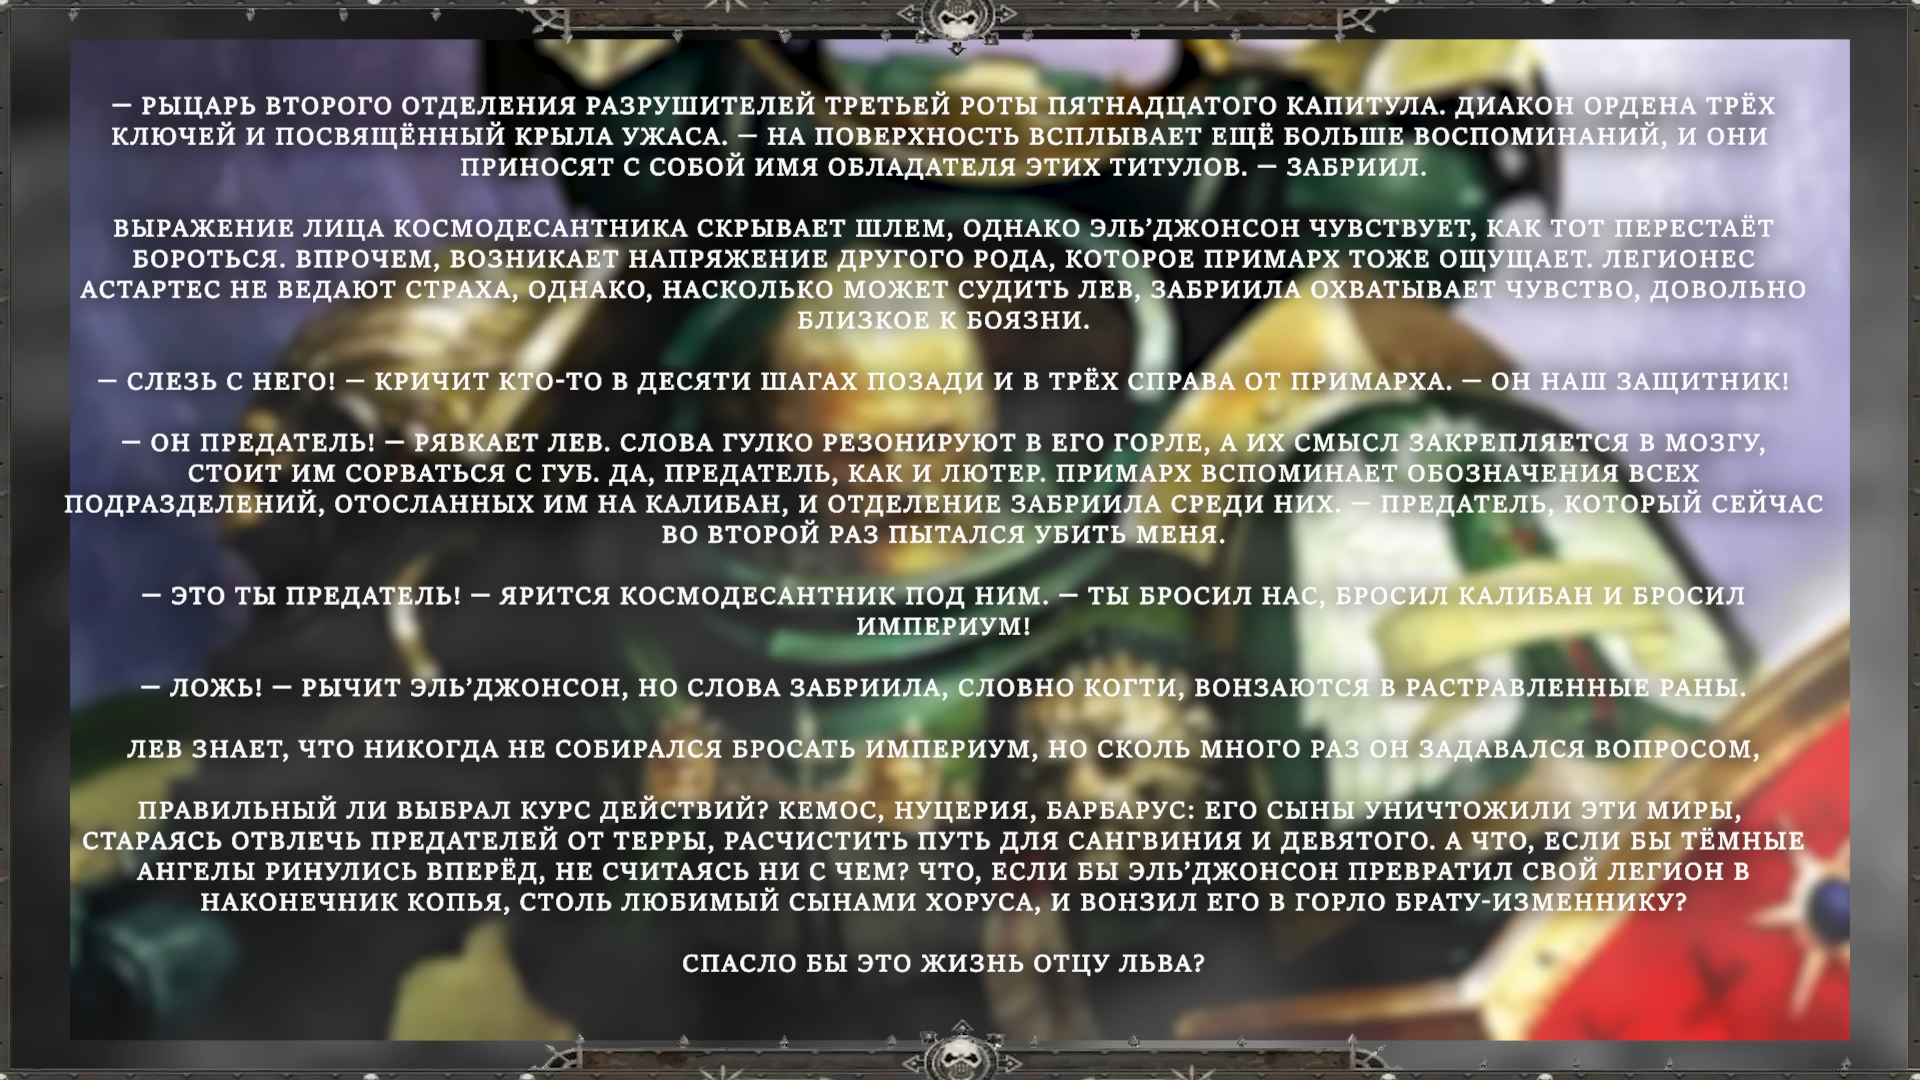 — РЫЦАРЬ ВТОРОГО ОТДЕЛЕНИЯ РАЗРУШИТЕЛЕЙ ТРЕТЬЕЙ РОТЫ ПЯТНАДЦАТОГО КАПИТУЛА. ДИАКОН ОРДЕНА ТРЁХ
КЛЮЧЕЙ И ПОСВЯЩЁННЫЙ КРЫЛА УЖАСА. — НА ПОВЕРХНОСТЬ ВСПЛЫВАЕТ ЕЩЁ БОЛЬШЕ ВОСПОМИНАНИЙ, И ОНИ
ПРИНОСЯТ С СОБОЙ ИМЯ ОБЛАДАТЕЛЯ ЭТИХ ТИТУЛОВ. — ЗАБРИИЛ.
ВЫРАЖЕНИЕ ЛИЦА КОСМОДЕСАНТНИКА СКРЫВАЕТ ШЛЕМ, ОДНАКО ЭЛЬ’ДЖОНСОН ЧУВСТВУЕТ, КАК ТОТ ПЕРЕСТАЁТ
БОРОТЬСЯ. ВПРОЧЕМ, ВОЗНИКАЕТ НАПРЯЖЕНИЕ ДРУГОГО РОДА, КОТОРОЕ ПРИМАРХ ТОЖЕ ОЩУЩАЕТ. ЛЕГИОНЕС
АСТАРТЕС НЕ ВЕДАЮТ СТРАХА, ОДНАКО, НАСКОЛЬКО МОЖЕТ СУДИТЬ ЛЕВ, ЗАБРИИЛА ОХВАТЫВАЕТ ЧУВСТВО, ДОВОЛЬНО
БЛИЗКОЕ К БОЯЗНИ.
— СЛЕЗЬ С НЕГО! — КРИЧИТ КТО-ТО В ДЕСЯТИ ШАГАХ ПОЗАДИ И В ТРЁХ СПРАВА ОТ ПРИМАРХА. — ОН НАШ ЗАЩИТНИК!
— ОН ПРЕДАТЕЛЬ! — РЯВКАЕТ ЛЕВ. СЛОВА ГУЛКО РЕЗОНИРУЮТ В ЕГО ГОРЛЕ, А ИХ СМЫСЛ ЗАКРЕПЛЯЕТСЯ В МОЗГУ,
СТОИТ ИМ СОРВАТЬСЯ С ГУБ. ДА, ПРЕДАТЕЛЬ, КАК И ЛЮТЕР. ПРИМАРХ ВСПОМИНАЕТ ОБОЗНАЧЕНИЯ ВСЕХ
ПОДРАЗДЕЛЕНИЙ, ОТОСЛАННЫХ ИМ НА КАЛИБАН, И ОТДЕЛЕНИЕ ЗАБРИИЛА СРЕДИ НИХ. — ПРЕДАТЕЛЬ, КОТОРЫЙ СЕЙЧАС
ВО ВТОРОЙ РАЗ ПЫТАЛСЯ УБИТЬ МЕНЯ.
— ЭТО ТЫ ПРЕДАТЕЛЬ! — ЯРИТСЯ КОСМОДЕСАНТНИК ПОД НИМ. — ТЫ БРОСИЛ НАС, БРОСИЛ КАЛИБАН И БРОСИЛ
ИМПЕРИУМ!
— ЛОЖЬ! — РЫЧИТ ЭЛЬ’ДЖОНСОН, НО СЛОВА ЗАБРИИЛА, СЛОВНО КОГТИ, ВОНЗАЮТСЯ В РАСТРАВЛЕННЫЕ РАНЫ.
ЛЕВ ЗНАЕТ, ЧТО НИКОГДА НЕ СОБИРАЛСЯ БРОСАТЬ ИМПЕРИУМ, НО СКОЛЬ МНОГО РАЗ ОН ЗАДАВАЛСЯ ВОПРОСОМ,
ПРАВИЛЬНЫЙ ЛИ ВЫБРАЛ КУРС ДЕЙСТВИЙ? КЕМОС, НУЦЕРИЯ, БАРБАРУС: ЕГО СЫНЫ УНИЧТОЖИЛИ ЭТИ МИРЫ,
СТАРАЯСЬ ОТВЛЕЧЬ ПРЕДАТЕЛЕЙ ОТ ТЕРРЫ, РАСЧИСТИТЬ ПУТЬ ДЛЯ САНГВИНИЯ И ДЕВЯТОГО. А ЧТО, ЕСЛИ БЫ ТЁМНЫЕ
АНГЕЛЫ РИНУЛИСЬ ВПЕРЁД, НЕ СЧИТАЯСЬ НИ С ЧЕМ? ЧТО, ЕСЛИ БЫ ЭЛЬ’ДЖОНСОН ПРЕВРАТИЛ СВОЙ ЛЕГИОН В
НАКОНЕЧНИК КОПЬЯ, СТОЛЬ ЛЮБИМЫЙ СЫНАМИ ХОРУСА, И ВОНЗИЛ ЕГО В ГОРЛО БРАТУ-ИЗМЕННИКУ?
СПАСЛО БЫ ЭТО ЖИЗНЬ ОТЦУ ЛЬВА?